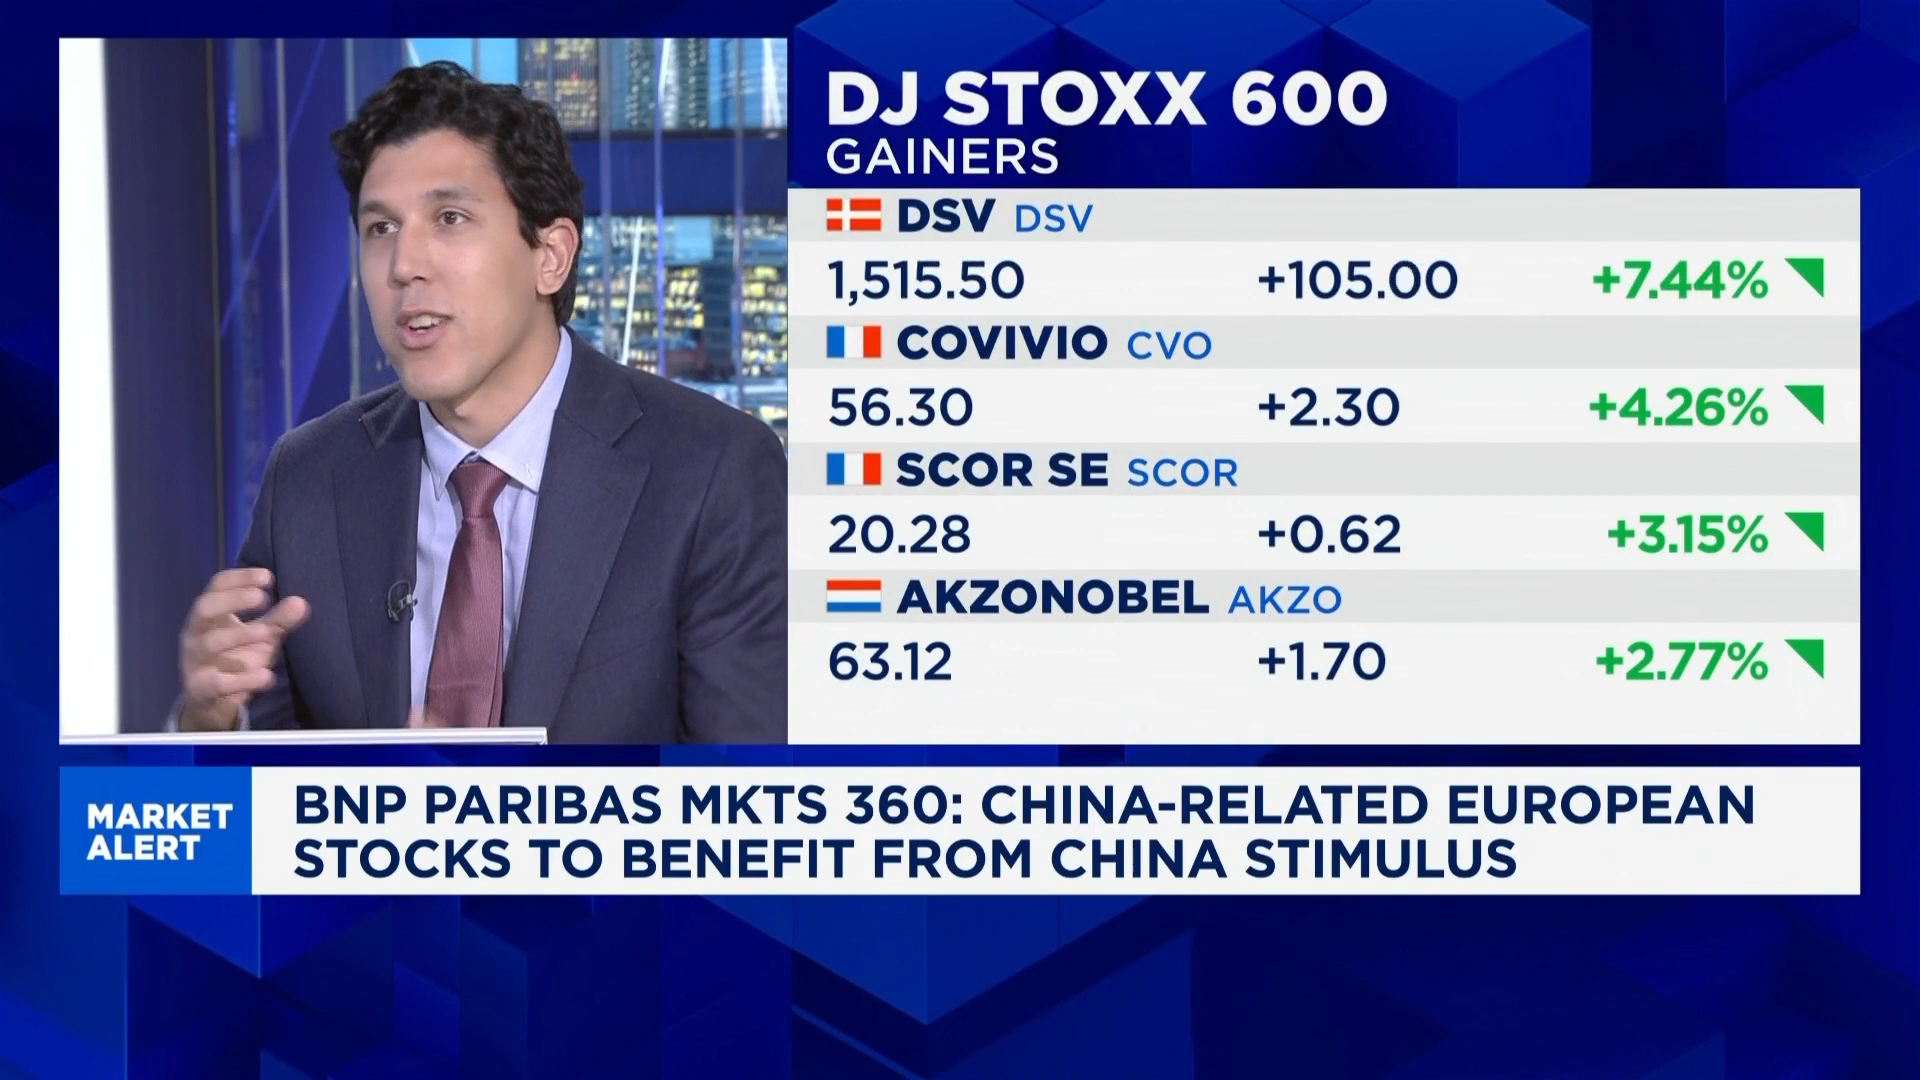 DJ STOXX 600
GAINERS
DSV DSV
1,515.50 +105.00 +7.44%
COVIVIO CVO
56.30 +2.30 +4.26%
SCOR SE SCOR
20.28 +0.62 +3.15%
AKZONOBEL AKZO
63.12 +1.70 +2.77%
MARKET
ALERT
BNP PARIBAS MKTS 360: CHINA-RELATED EUROPEAN
STOCKS TO BENEFIT FROM CHINA STIMULUS